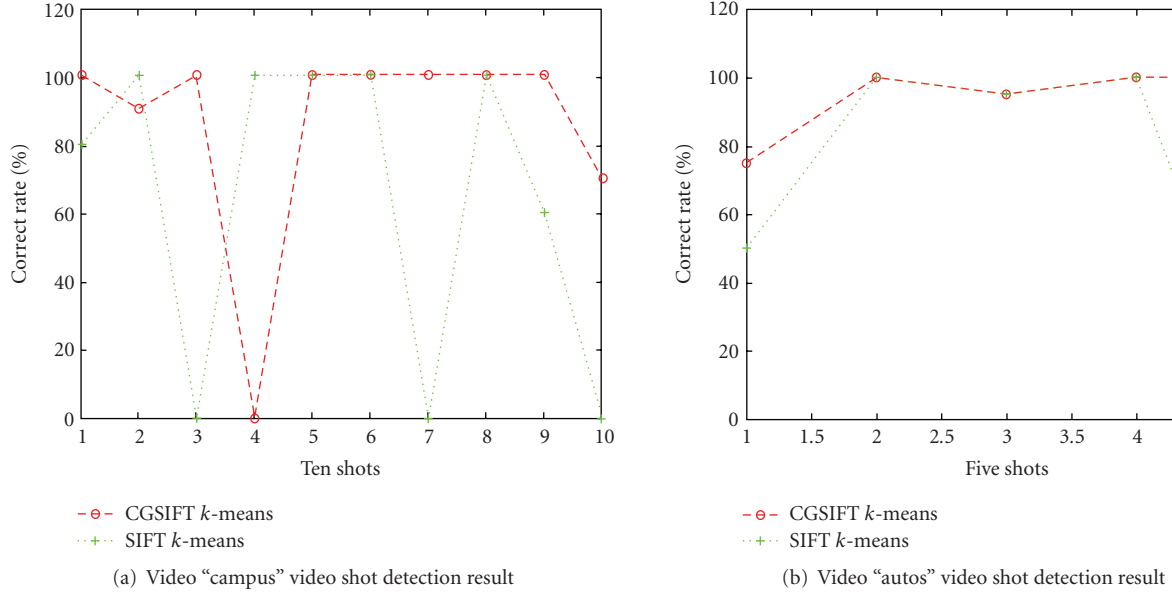 120
100
80
60
40
20
0
Correct rate (%)
1 2 3 4 5 6 7 8 9 10
Ten shots
CGSIFT k-means
SIFT k-means
(a) Video “campus” video shot detection result
120
100
80
60
40
20
0
Correct rate (%)
1 1.5 2 2.5 3 3.5 4
Five shots
CGSIFT k-means
SIFT k-means
(b) Video “autos” video shot detection result